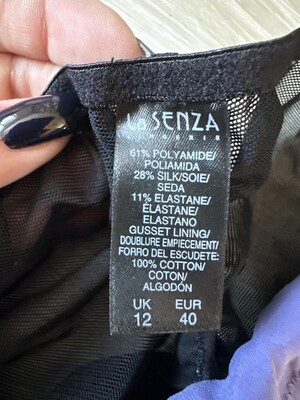 La SENZA
LINGERIE
61% POLYAMIDE/
POLIAMIDA
28% SILK/SOIE/
SEDA
11% ELASTANE/
ÉLASTANE/
ELASTANO
GUSSET LINING/
DOUBLURE EMPIECEMENT/
FORRO DEL ESCUDETE:
100% COTTON/
COTON/
ALGODÓN
UK EUR
12 40